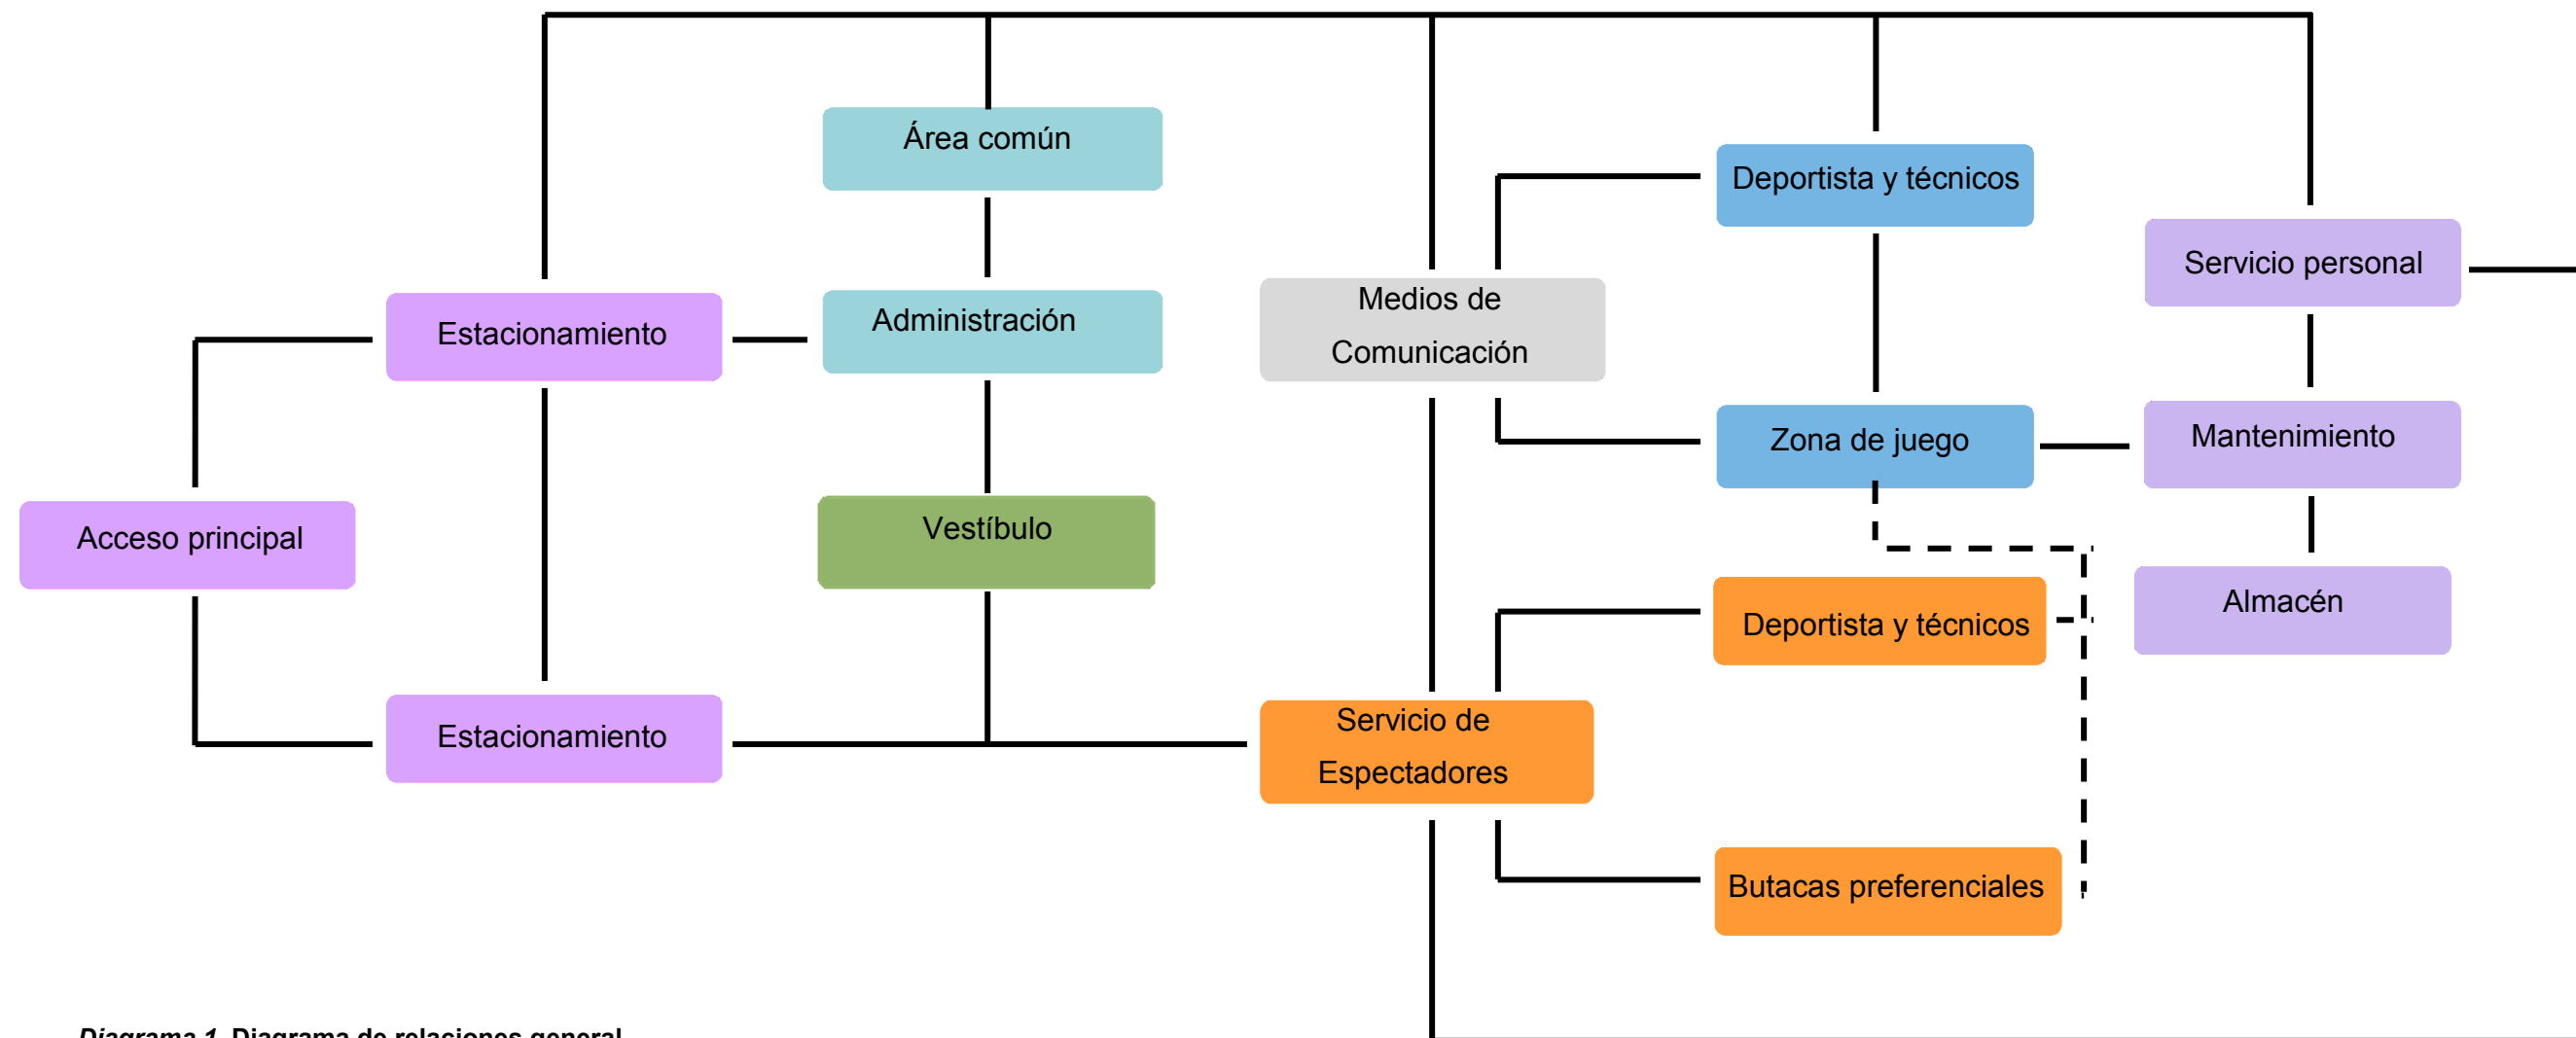 Área común
Deportista y técnicos
Servicio personal
Medios de
Comunicación
Administración
Estacionamiento
Zona de juego
Mantenimiento
Acceso principal
Vestíbulo
Almacén
Deportista y técnicos
Servicio de
Espectadores
Estacionamiento
Butacas preferenciales
Diagrama 1. Diagrama de relaciones general